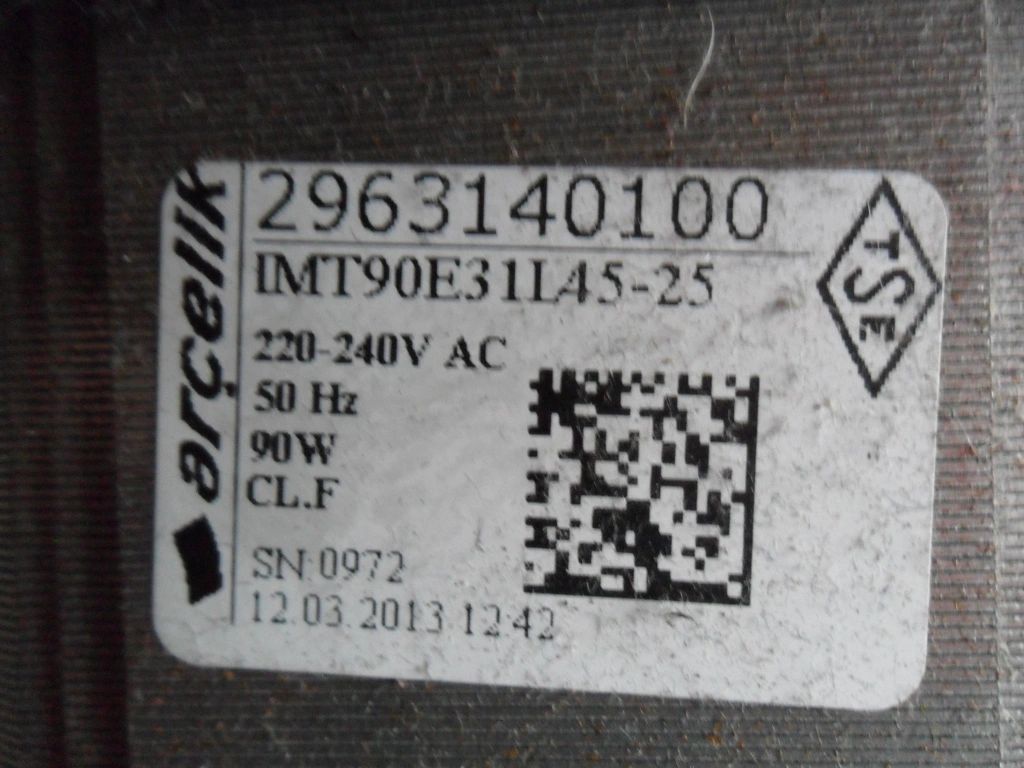 arçelik
2963140100
IMT90E31L45-25
220-240V AC
50 Hz
90W
CL.F
SN:0972
12.03.2013 12:42
TSE